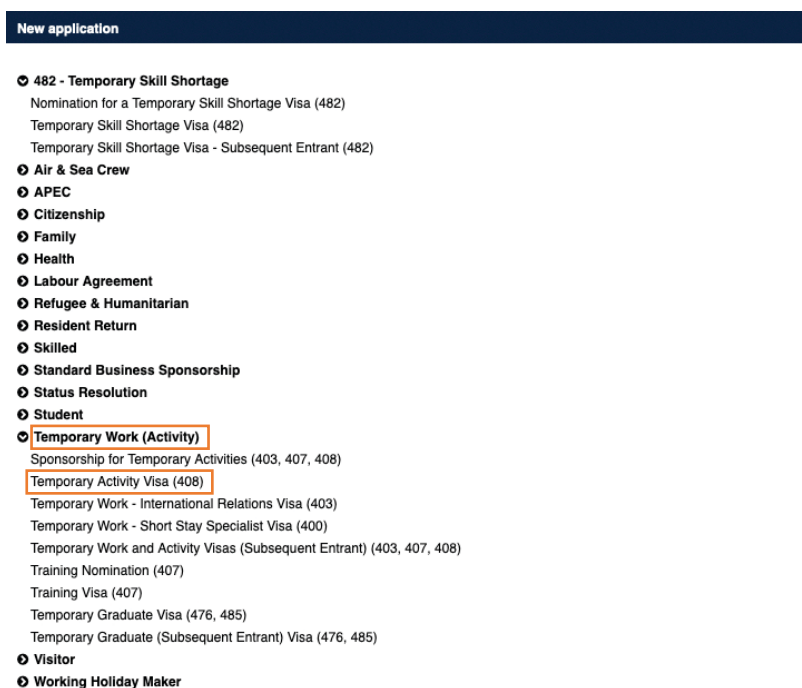 New application
482 - Temporary Skill Shortage
Nomination for a Temporary Skill Shortage Visa (482)
Temporary Skill Shortage Visa (482)
Temporary Skill Shortage Visa - Subsequent Entrant (482)
Air & Sea Crew
APEC
Citizenship
Family
Health
Labour Agreement
Refugee & Humanitarian
Resident Return
Skilled
Standard Business Sponsorship
Status Resolution
Student
Temporary Work (Activity)
Sponsorship for Temporary Activities (403, 407, 408)
Temporary Activity Visa (408)
Temporary Work - International Relations Visa (403)
Temporary Work - Short Stay Specialist Visa (400)
Temporary Work and Activity Visas (Subsequent Entrant) (403, 407, 408)
Training Nomination (407)
Training Visa (407)
Temporary Graduate Visa (476, 485)
Temporary Graduate (Subsequent Entrant) Visa (476, 485)
Visitor
Working Holiday Maker